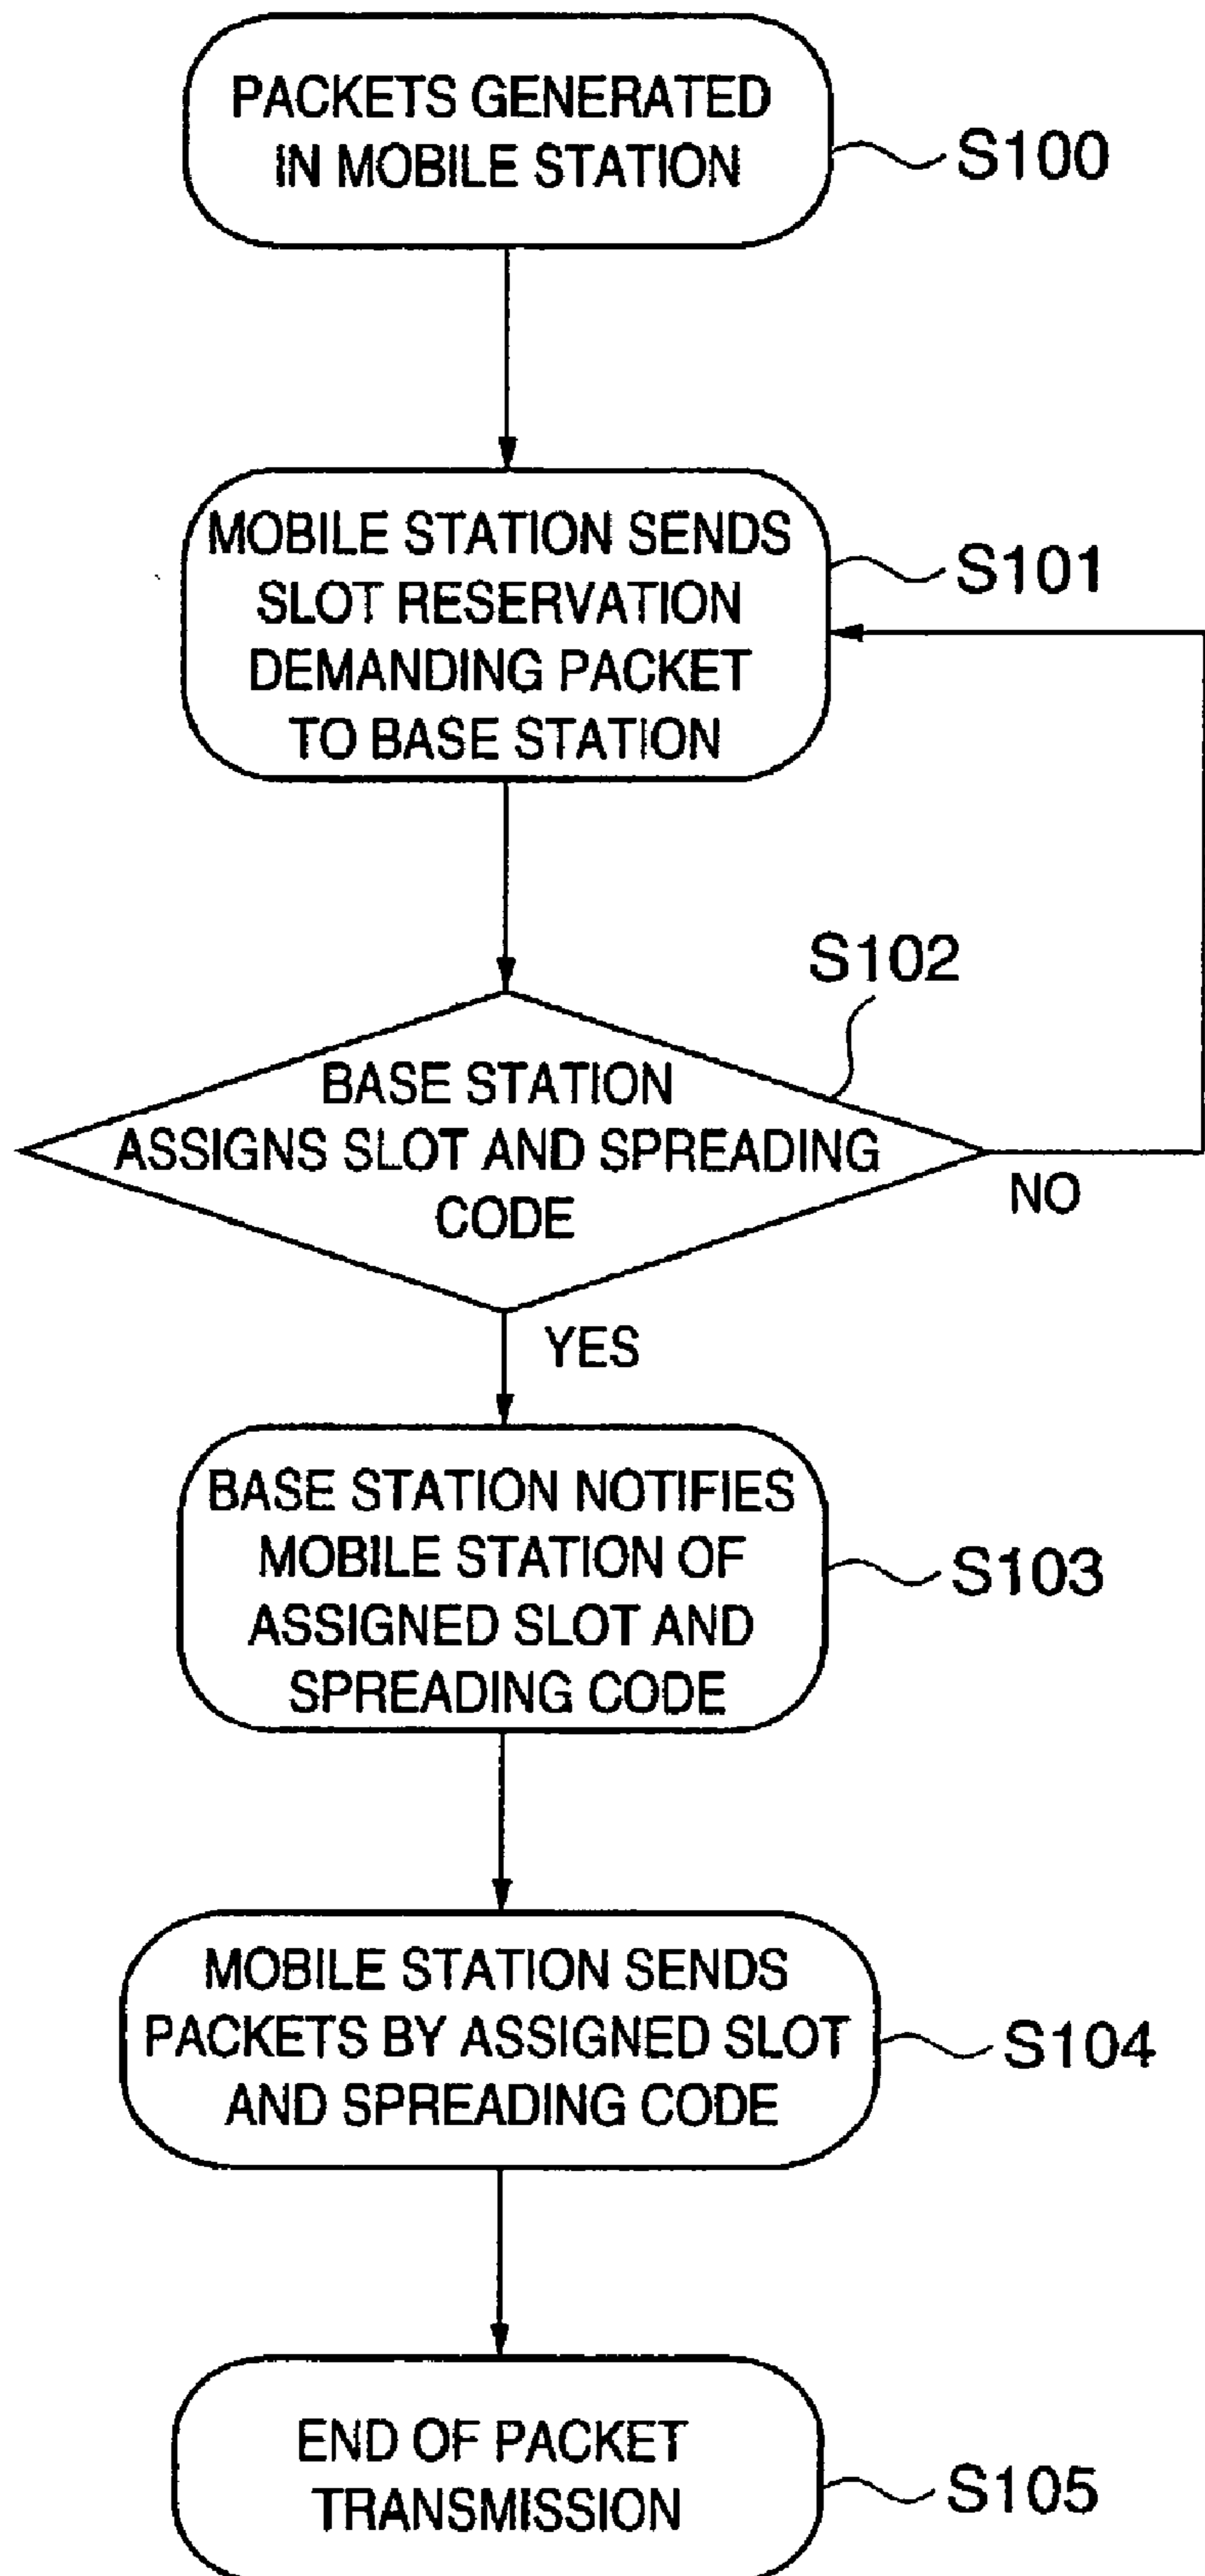 PACKETS GENERATED
IN MOBILE STATION
S100
MOBILE STATION SENDS
SLOT RESERVATION
DEMANDING PACKET
TO BASE STATION
S101
S102
BASE STATION
ASSIGNS SLOT AND SPREADING
CODE
NO
YES
BASE STATION NOTIFIES
MOBILE STATION OF
ASSIGNED SLOT AND
SPREADING CODE
S103
MOBILE STATION SENDS
PACKETS BY ASSIGNED SLOT
AND SPREADING CODE
S104
END OF PACKET
TRANSMISSION
S105